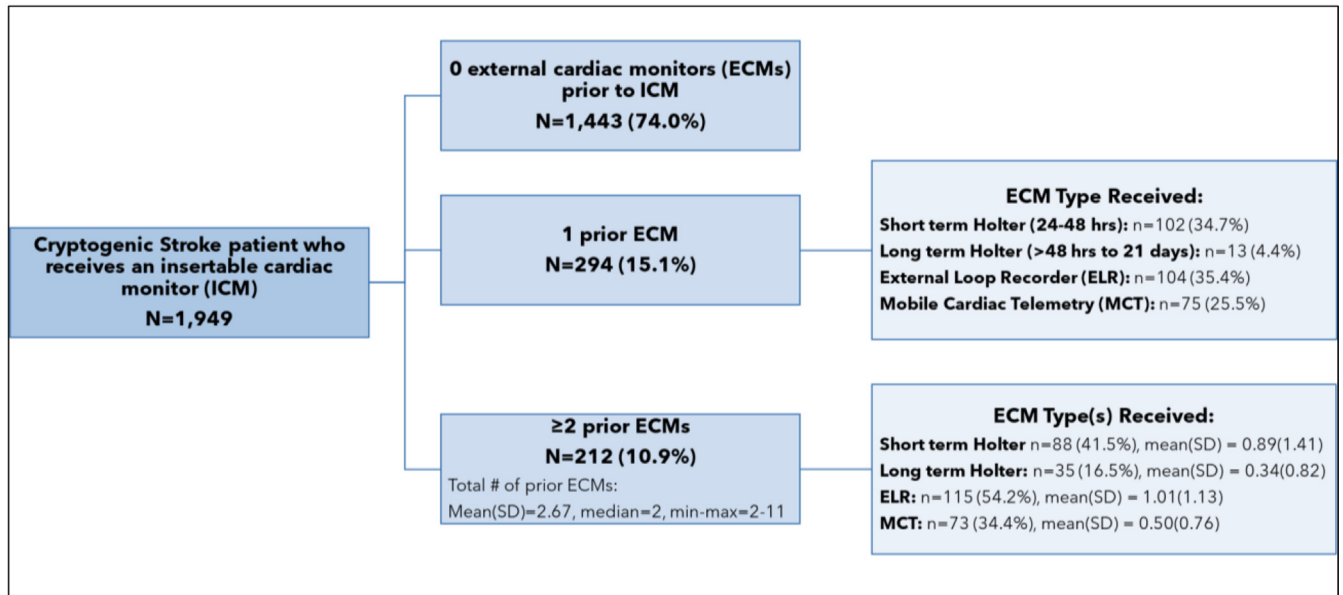 0 external cardiac monitors (ECMs)
prior to ICM
N=1,443 (74.0%)
Cryptogenic Stroke patient who
receives an insertable cardiac
monitor (ICM)
N=1,949
1 prior ECM
N=294 (15.1%)
ECM Type Received:
Short term Holter (24-48 hrs): n=102 (34.7%)
Long term Holter (>48 hrs to 21 days): n=13 (4.4%)
External Loop Recorder (ELR): n=104 (35.4%)
Mobile Cardiac Telemetry (MCT): n=75 (25.5%)
≥2 prior ECMs
N=212 (10.9%)
Total # of prior ECMs:
Mean(SD)=2.67, median=2, min-max=2-11
ECM Type(s) Received:
Short term Holter n=88 (41.5%), mean(SD) = 0.89(1.41)
Long term Holter: n=35 (16.5%), mean(SD) = 0.34(0.82)
ELR: n=115 (54.2%), mean(SD) = 1.01(1.13)
MCT: n=73 (34.4%), mean(SD) = 0.50(0.76)